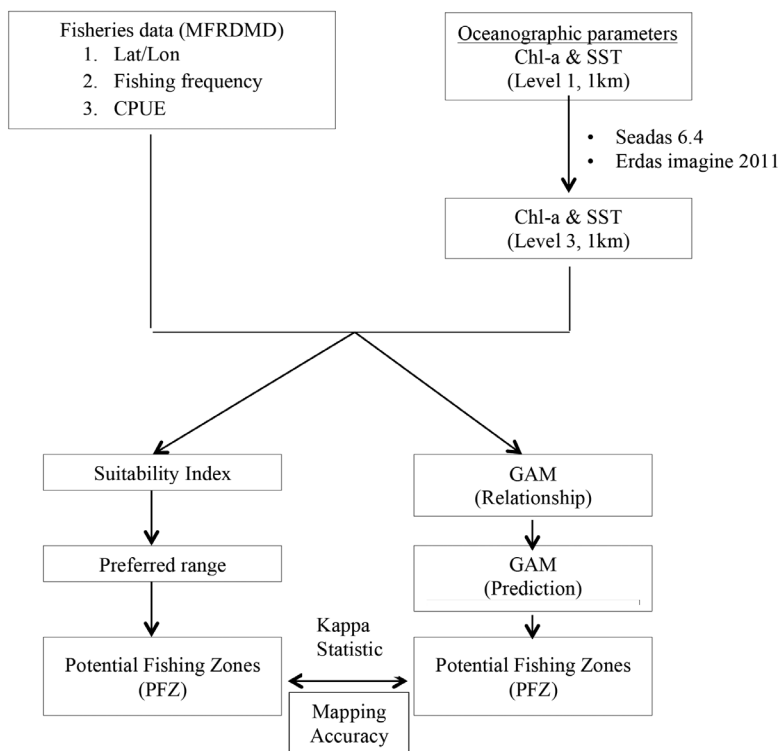 Fisheries data (MFRDMD)
1. Lat/Lon
2. Fishing frequency
3. CPUE
Oceanographic parameters
Chl-a & SST
(Level 1, 1km)
• Seadas 6.4
• Erdas imagine 2011
Chl-a & SST
(Level 3, 1km)
Suitability Index
GAM
(Relationship)
Preferred range
GAM
(Prediction)
Potential Fishing Zones
(PFZ)
Kappa
Statistic
Mapping
Accuracy
Potential Fishing Zones
(PFZ)